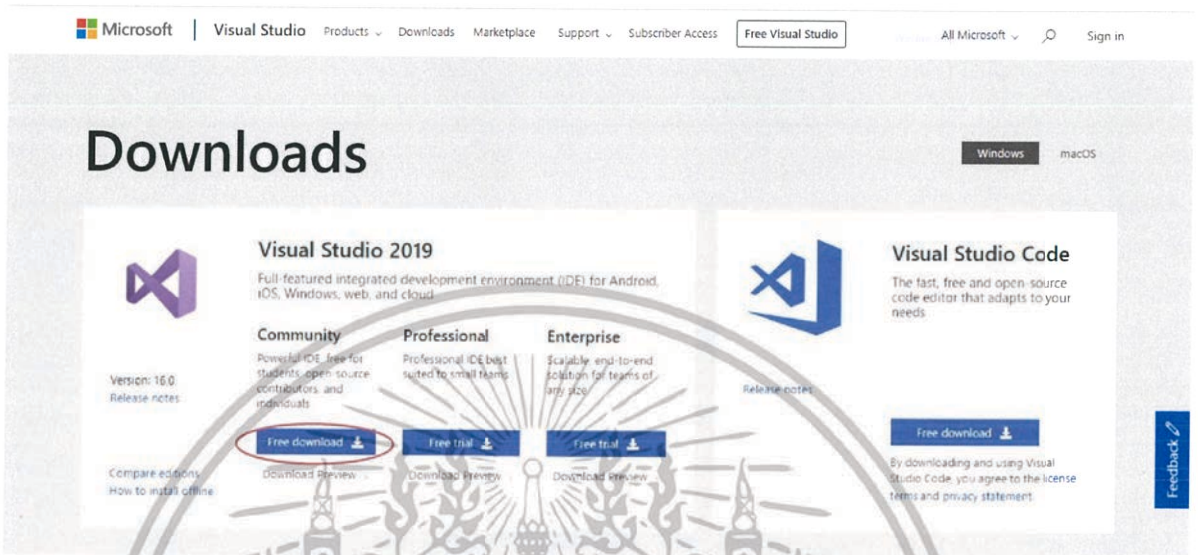 Microsoft | Visual Studio Products Downloads Marketplace Support Subscriber Access Free Visual Studio All Microsoft Sign in
Downloads
Windows macOS
Visual Studio 2019
Full-featured integrated development environment (IDE) for Android,
iOS, Windows, web, and cloud
Community
Powerful IDE, free for
students, open-source
contributors, and
individuals
Free download
Download Preview
Professional
Professional IDE best
suited to small teams
Free trial
Download Preview
Enterprise
Scalable, end-to-end
solution for teams of
any size
Free trial
Download Preview
Version: 16.0
Release notes
Compare editions
How to install offline
Visual Studio Code
The fast, free and open-source
code editor that adapts to your
needs
Release notes
Free download
By downloading and using Visual
Studio Code, you agree to the license
terms and privacy statement.
Feedback